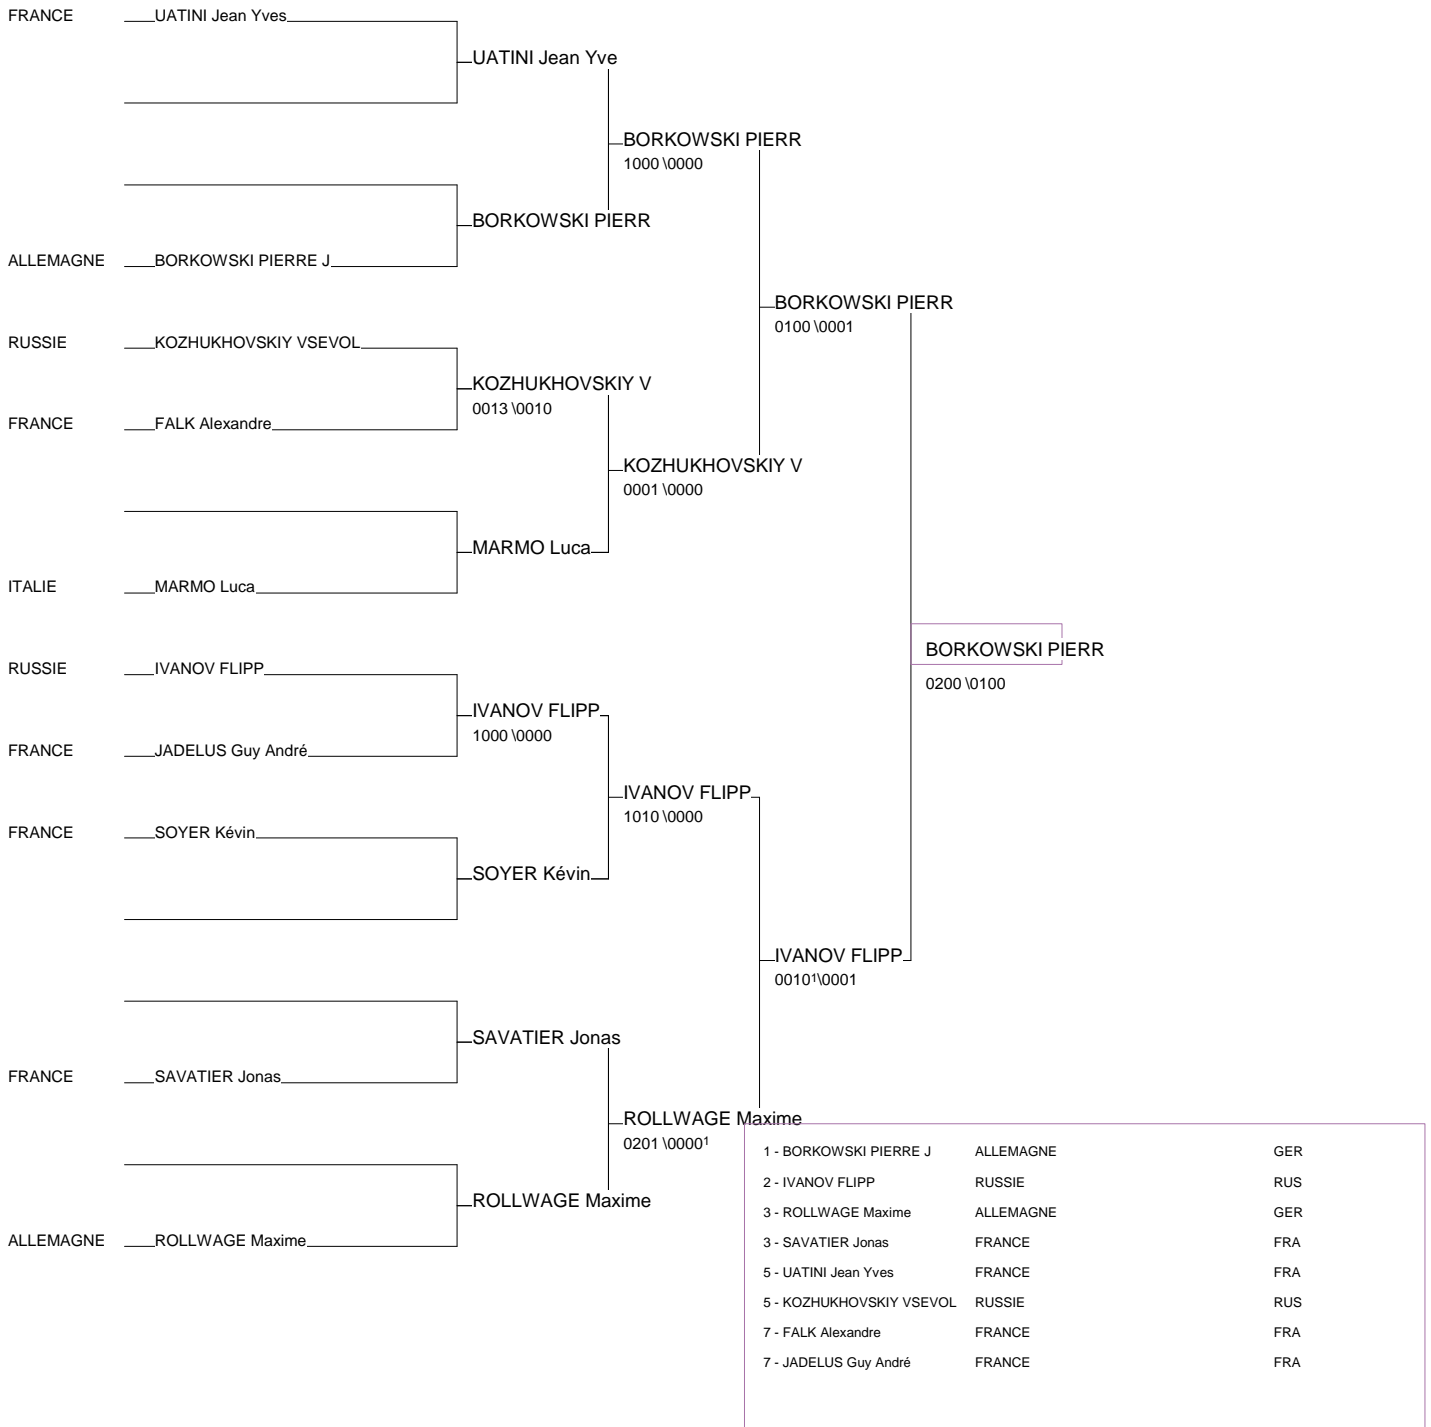 FRANCE UATINI Jean Yves
UATINI Jean Yve
BORKOWSKI PIERR
1000 \0000
BORKOWSKI PIERR
ALLEMAGNE BORKOWSKI PIERRE J
BORKOWSKI PIERR
0100 \0001
RUSSIE KOZHUKHOVSKIY VSEVOL
KOZHUKHOVSKIY V
0013 \0010
FRANCE FALK Alexandre
KOZHUKHOVSKIY V
0001 \0000
MARMO Luca
ITALIE MARMO Luca
BORKOWSKI PIERR
0200 \0100
RUSSIE IVANOV FLIPP
IVANOV FLIPP
1000 \0000
FRANCE JADELUS Guy André
IVANOV FLIPP
1010 \0000
FRANCE SOYER Kévin
SOYER Kévin
IVANOV FLIPP
0010¹\0001
SAVATIER Jonas
FRANCE SAVATIER Jonas
ROLLWAGE Maxime
0201 \0000¹
ROLLWAGE Maxime
ALLEMAGNE ROLLWAGE Maxime
1 - BORKOWSKI PIERRE J ALLEMAGNE GER
2 - IVANOV FLIPP RUSSIE RUS
3 - ROLLWAGE Maxime ALLEMAGNE GER
3 - SAVATIER Jonas FRANCE FRA
5 - UATINI Jean Yves FRANCE FRA
5 - KOZHUKHOVSKIY VSEVOL RUSSIE RUS
7 - FALK Alexandre FRANCE FRA
7 - JADELUS Guy André FRANCE FRA